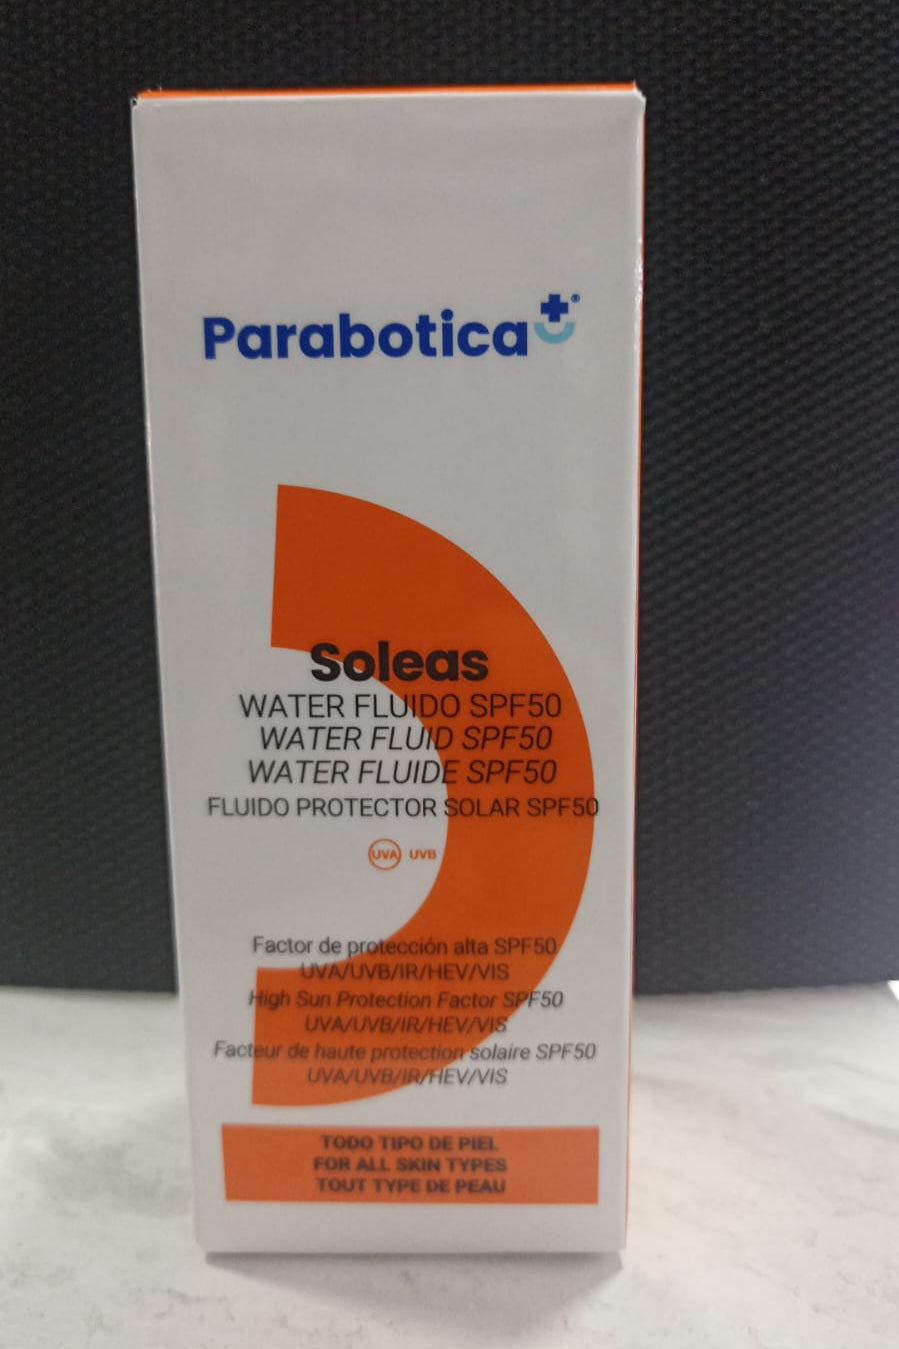 Parabotica®
Soleas
WATER FLUIDO SPF50
WATER FLUID SPF50
WATER FLUIDE SPF50
FLUIDO PROTECTOR SOLAR SPF50
UVA UVB
Factor de protección alta SPF50
UVA/UVB/IR/HEV/VIS
High Sun Protection Factor SPF50
UVA/UVB/IR/HEV/VIS
Facteur de haute protection solaire SPF50
UVA/UVB/IR/HEV/VIS
TODO TIPO DE PIEL
FOR ALL SKIN TYPES
TOUT TYPE DE PEAU